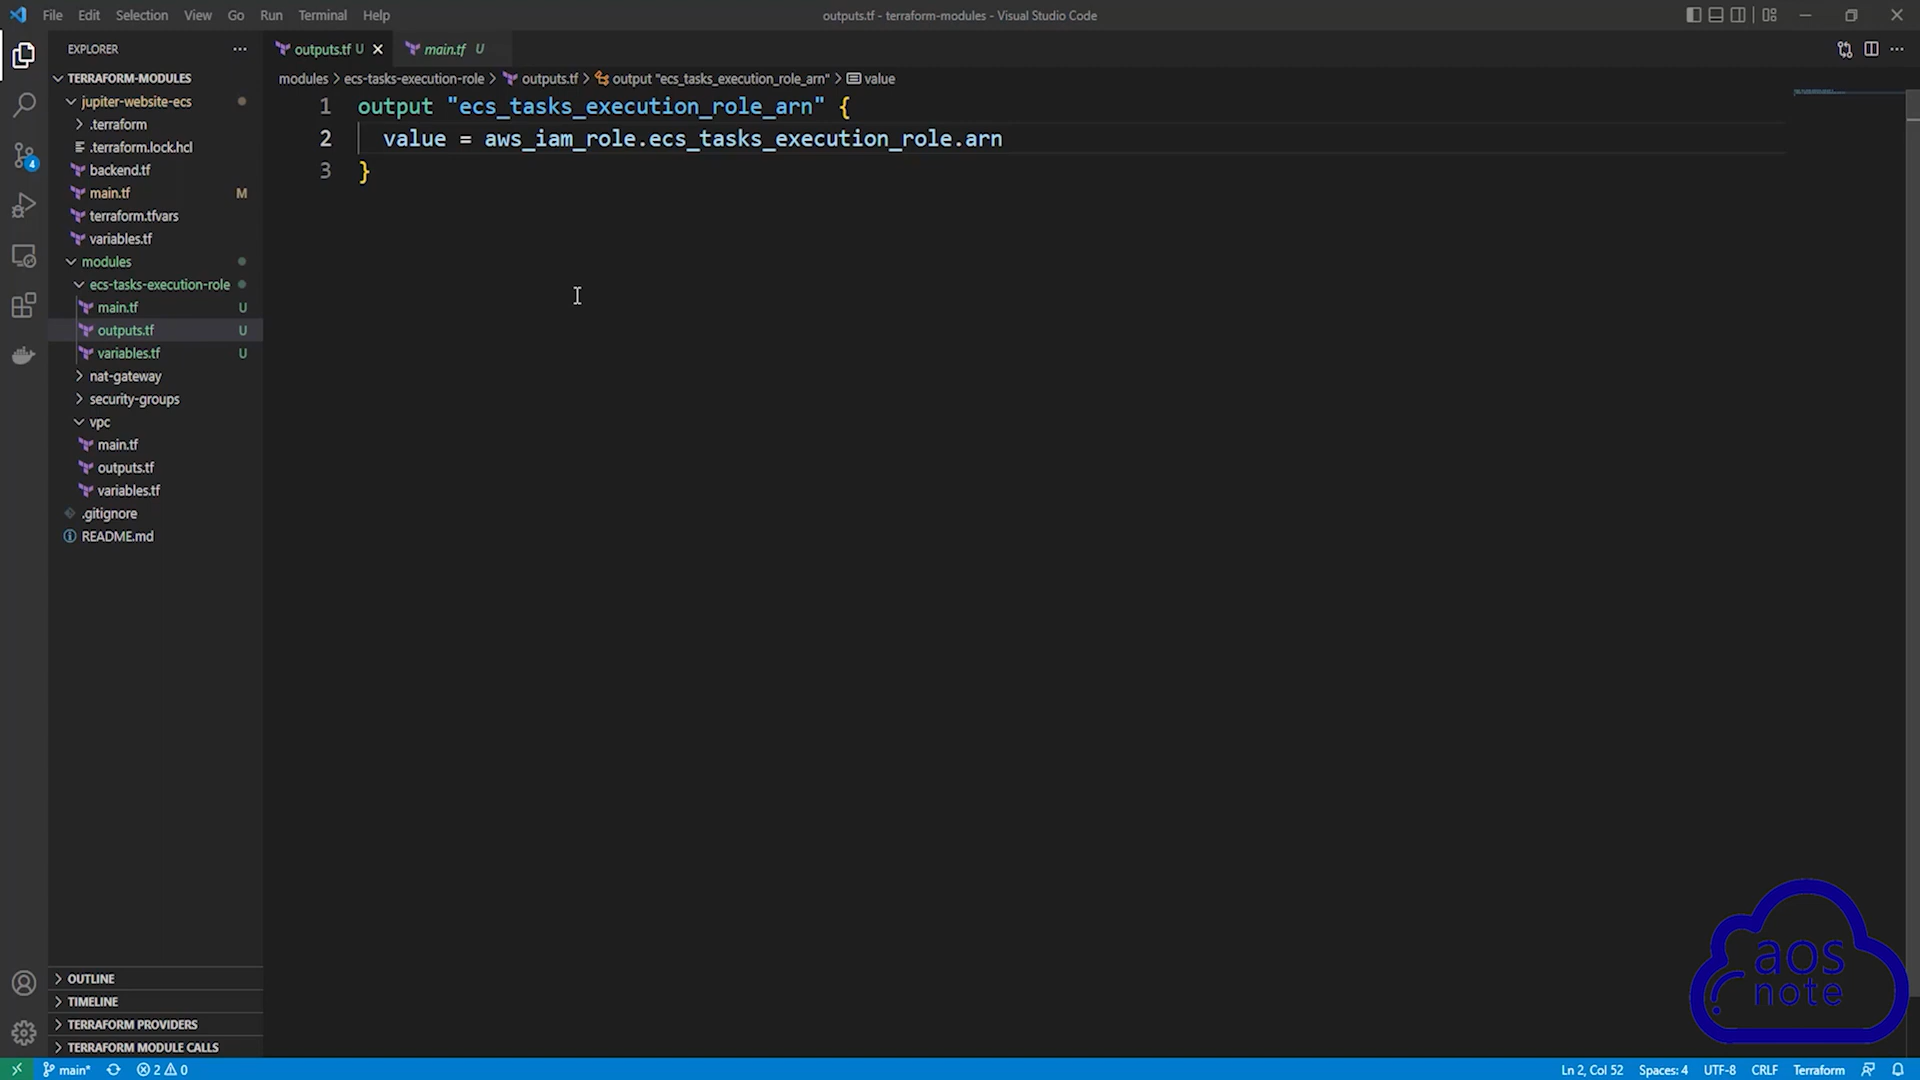 File Edit Selection View Go Run Terminal Help
outputs.tf - terraform-modules - Visual Studio Code
EXPLORER
TERRAFORM-MODULES
jupiter-website-ecs
.terraform
.terraform.lock.hcl
backend.tf
main.tf M
terraform.tfvars
variables.tf
modules
ecs-tasks-execution-role
main.tf U
outputs.tf U
variables.tf U
nat-gateway
security-groups
vpc
main.tf
outputs.tf
variables.tf
.gitignore
README.md
OUTLINE
TIMELINE
TERRAFORM PROVIDERS
TERRAFORM MODULE CALLS
4
outputs.tf U main.tf U
modules > ecs-tasks-execution-role > outputs.tf > output "ecs_tasks_execution_role_arn" > value
1 output "ecs_tasks_execution_role_arn" {
2 value = aws_iam_role.ecs_tasks_execution_role.arn
3 }
aos
note
main* 2 0
Ln 2, Col 52 Spaces: 4 UTF-8 CRLF Terraform